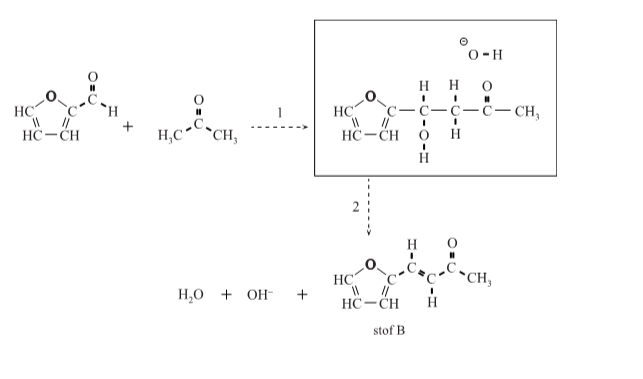 ⊖
O-H
O
O C H
HC C
HC-CH
+
O
C
H₃C CH₃
1
H H O
HC O C-C-C-C-CH₃
HC-CH O H
H
2
H₂O + OH⁻ +
H O
O C C
HC C C CH₃
HC-CH H
stof B